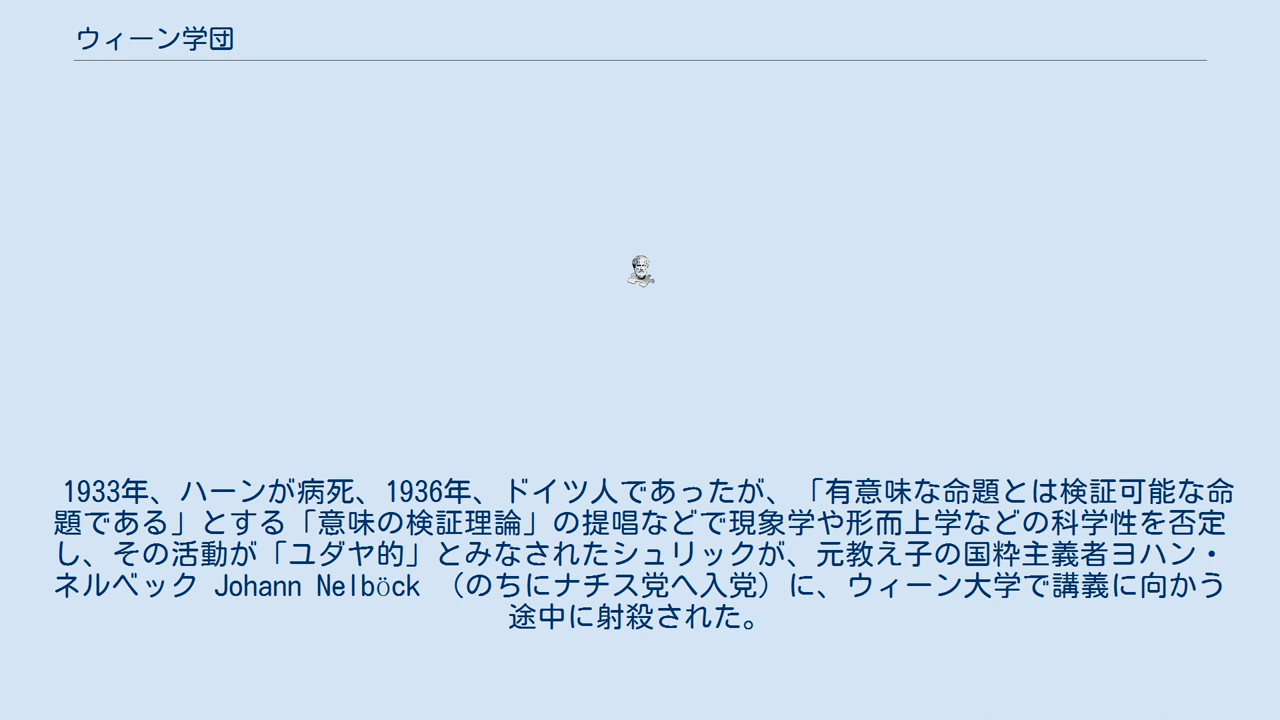 ウィーン学団
1933年、ハーンが病死、1936年、ドイツ人であったが、「有意味な命題とは検証可能な命
題である」とする「意味の検証理論」の提唱などで現象学や形而上学などの科学性を否定
し、その活動が「ユダヤ的」とみなされたシュリックが、元教え子の国粋主義者ヨハン・
ネルベック Johann Nelböck （のちにナチス党へ入党）に、ウィーン大学で講義に向かう
途中に射殺された。